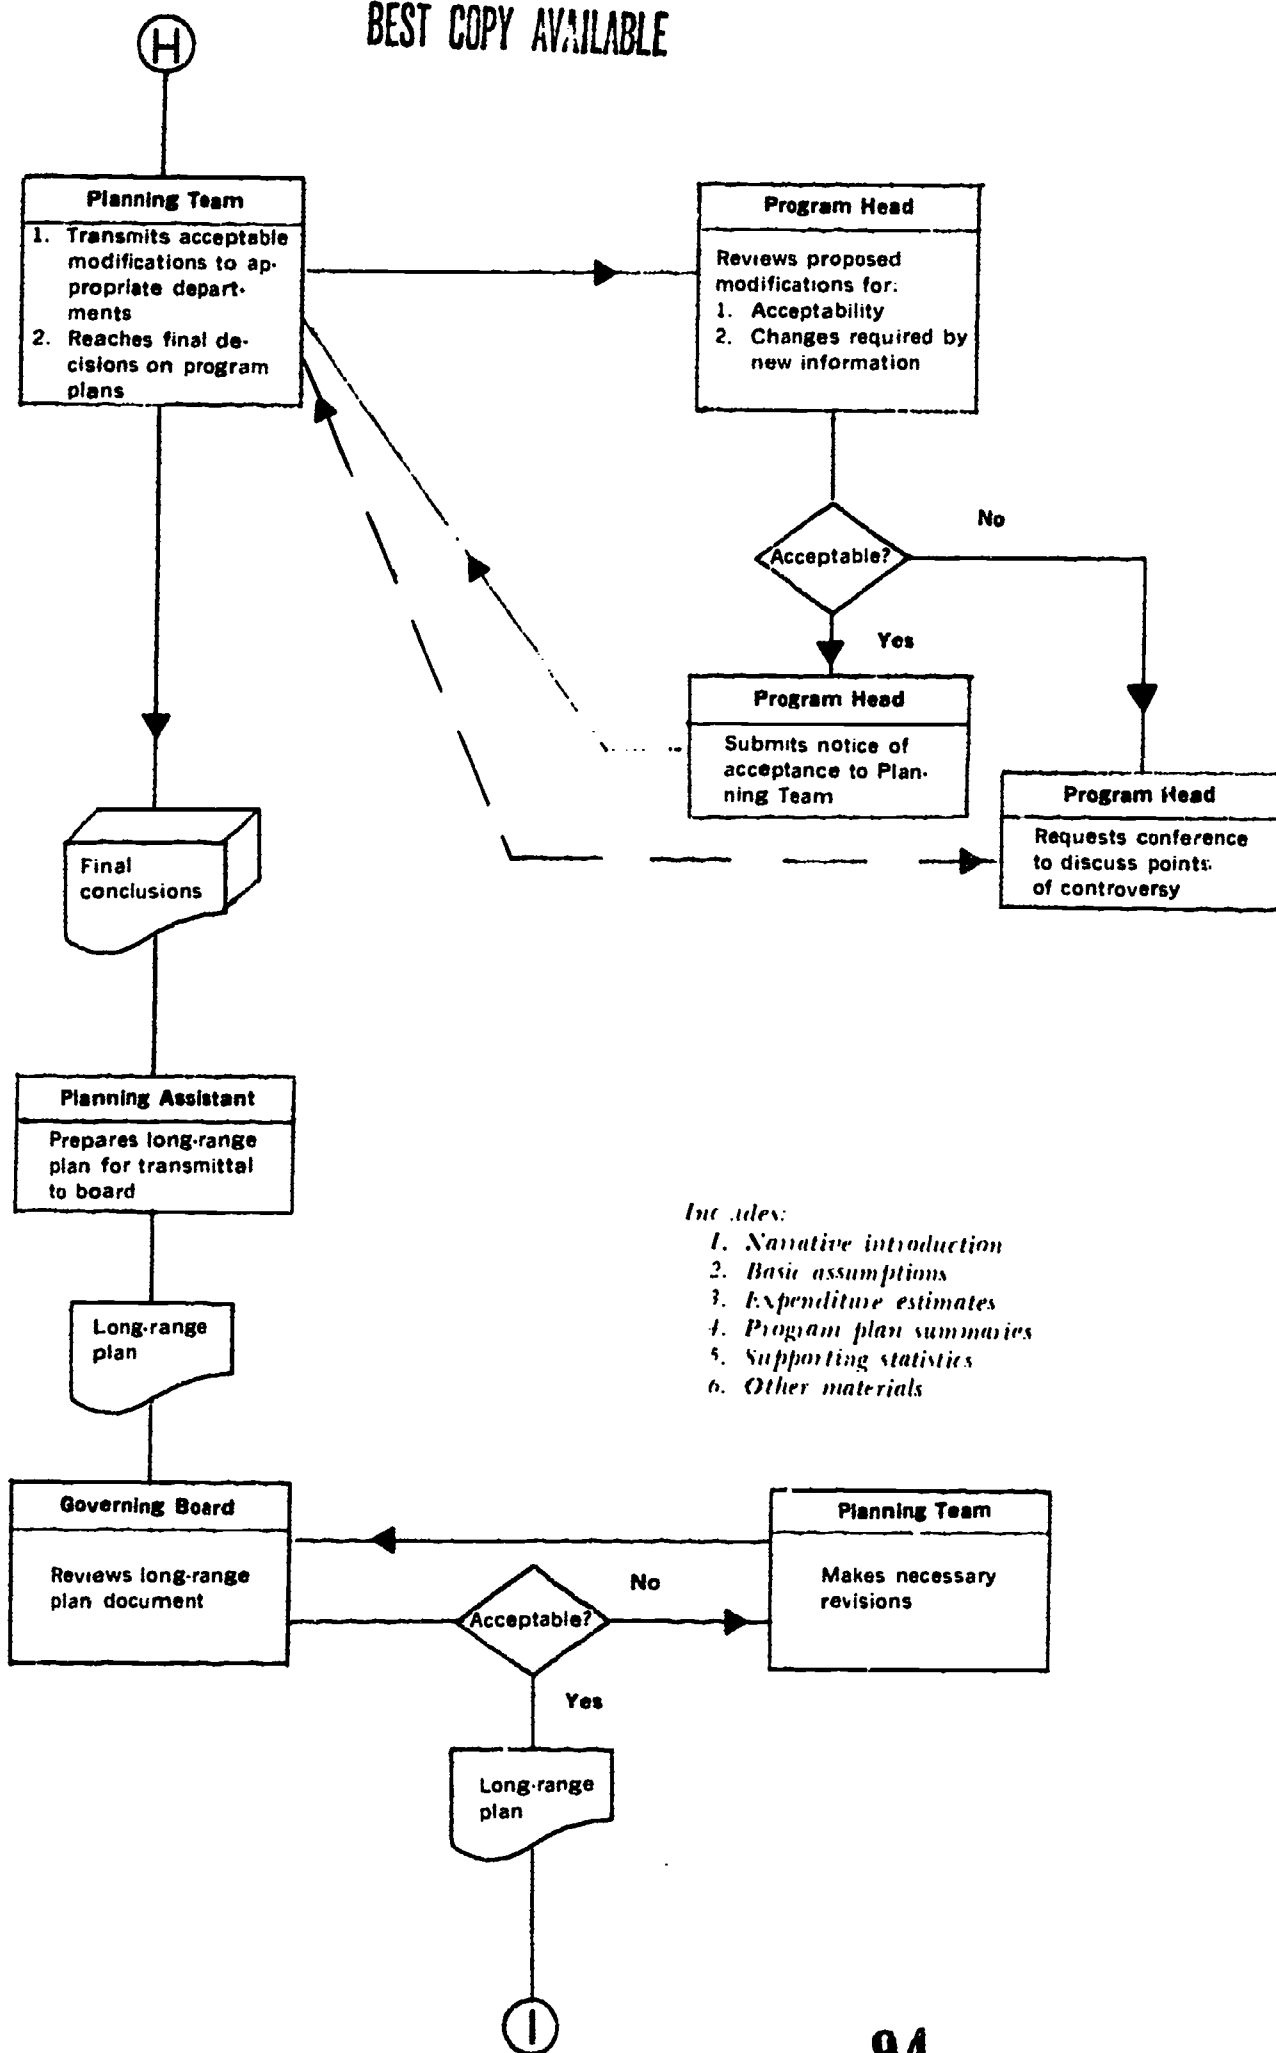 BEST COPY AVAILABLE
H
Planning Team
1. Transmits acceptable
modifications to ap-
propriate depart-
ments
2. Reaches final de-
cisions on program
plans
Program Head
Reviews proposed
modifications for:
1. Acceptability
2. Changes required by
new information
Acceptable?
No
Yes
Program Head
Submits notice of
acceptance to Plan-
ning Team
Program Head
Requests conference
to discuss points
of controversy
Final
conclusions
Planning Assistant
Prepares long-range
plan for transmittal
to board
Includes:
1. Narrative introduction
2. Basic assumptions
3. Expenditure estimates
4. Program plan summaries
5. Supporting statistics
6. Other materials
Long-range
plan
Governing Board
Reviews long-range
plan document
Acceptable?
No
Yes
Planning Team
Makes necessary
revisions
Long-range
plan
I